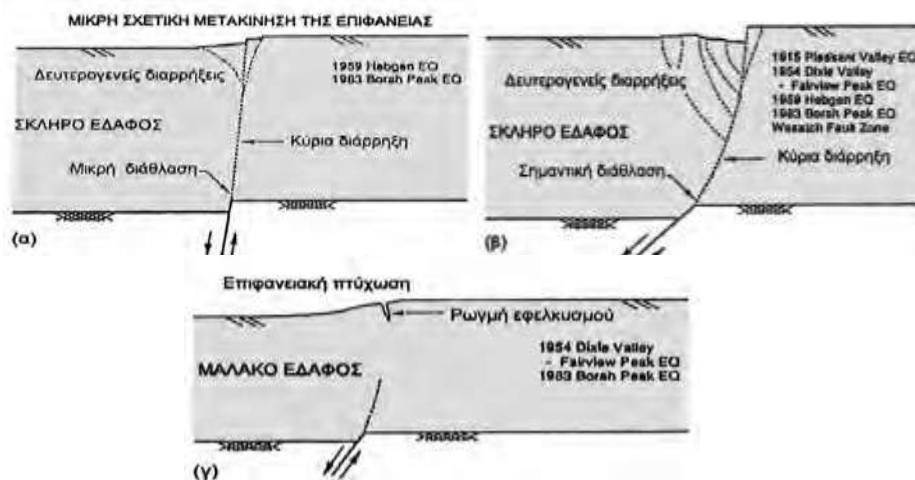 ΜΙΚΡΗ ΣΧΕΤΙΚΗ ΜΕΤΑΚΙΝΗΣΗ ΤΗΣ ΕΠΙΦΑΝΕΙΑΣ
Δευτερογενείς διαρρήξεις
1959 Hebgen EQ
1983 Borah Peak EQ
ΣΚΛΗΡΟ ΕΔΑΦΟΣ
Κύρια διάρρηξη
Μικρή διάθλαση
(α)
Δευτερογενείς διαρρήξεις
1915 Pleasant Valley EQ
1954 Dixie Valley
- Fairview Peak EQ
1959 Hebgen EQ
1983 Borah Peak EQ
Wasatch Fault Zone
ΣΚΛΗΡΟ ΕΔΑΦΟΣ
Κύρια διάρρηξη
Σημαντική διάθλαση
(β)
Επιφανειακή πτύχωση
Ρωγμή εφελκυσμού
1954 Dixie Valley
- Fairview Peak EQ
1983 Borah Peak EQ
ΜΑΛΑΚΟ ΕΔΑΦΟΣ
(γ)